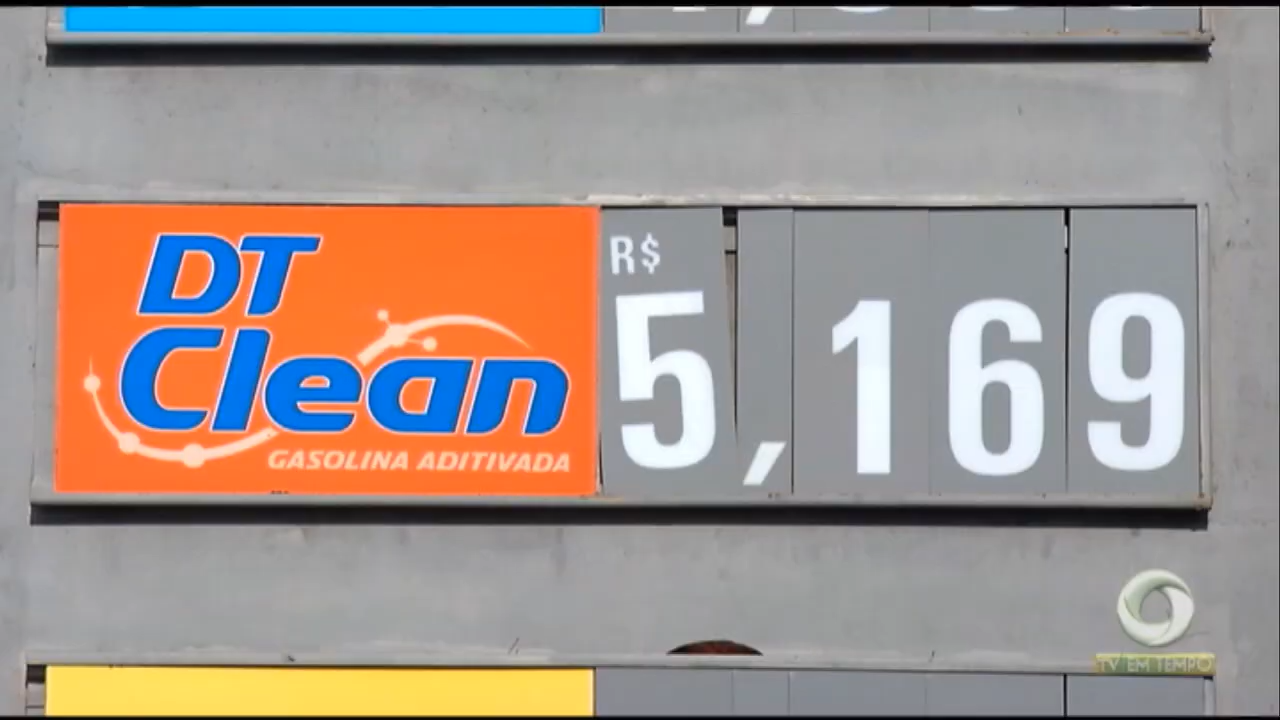 DT
Clean
GASOLINA ADITIVADA
R$
5,169
TV EM TEMPO